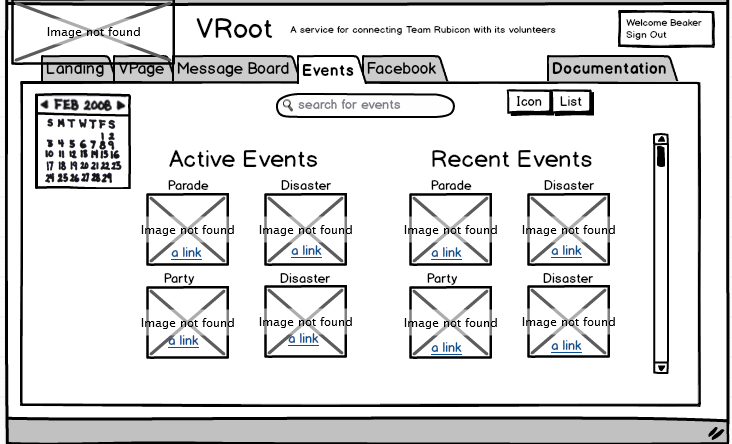 Image not found
VRoot
A service for connecting Team Rubicon with its volunteers
Welcome Beaker
Sign Out
Landing
VPage
Message Board
Events
Facebook
Documentation
FEB 2008
S M T W T F S
1 2
3 4 5 6 7 8 9
10 11 12 13 14 15 16
17 18 19 20 21 22 23
24 25 26 27 28 29
search for events
Icon
List
Active Events
Recent Events
Parade
Disaster
Parade
Disaster
Image not found
Image not found
Image not found
Image not found
a link
a link
a link
a link
Party
Disaster
Party
Disaster
Image not found
Image not found
Image not found
Image not found
a link
a link
a link
a link